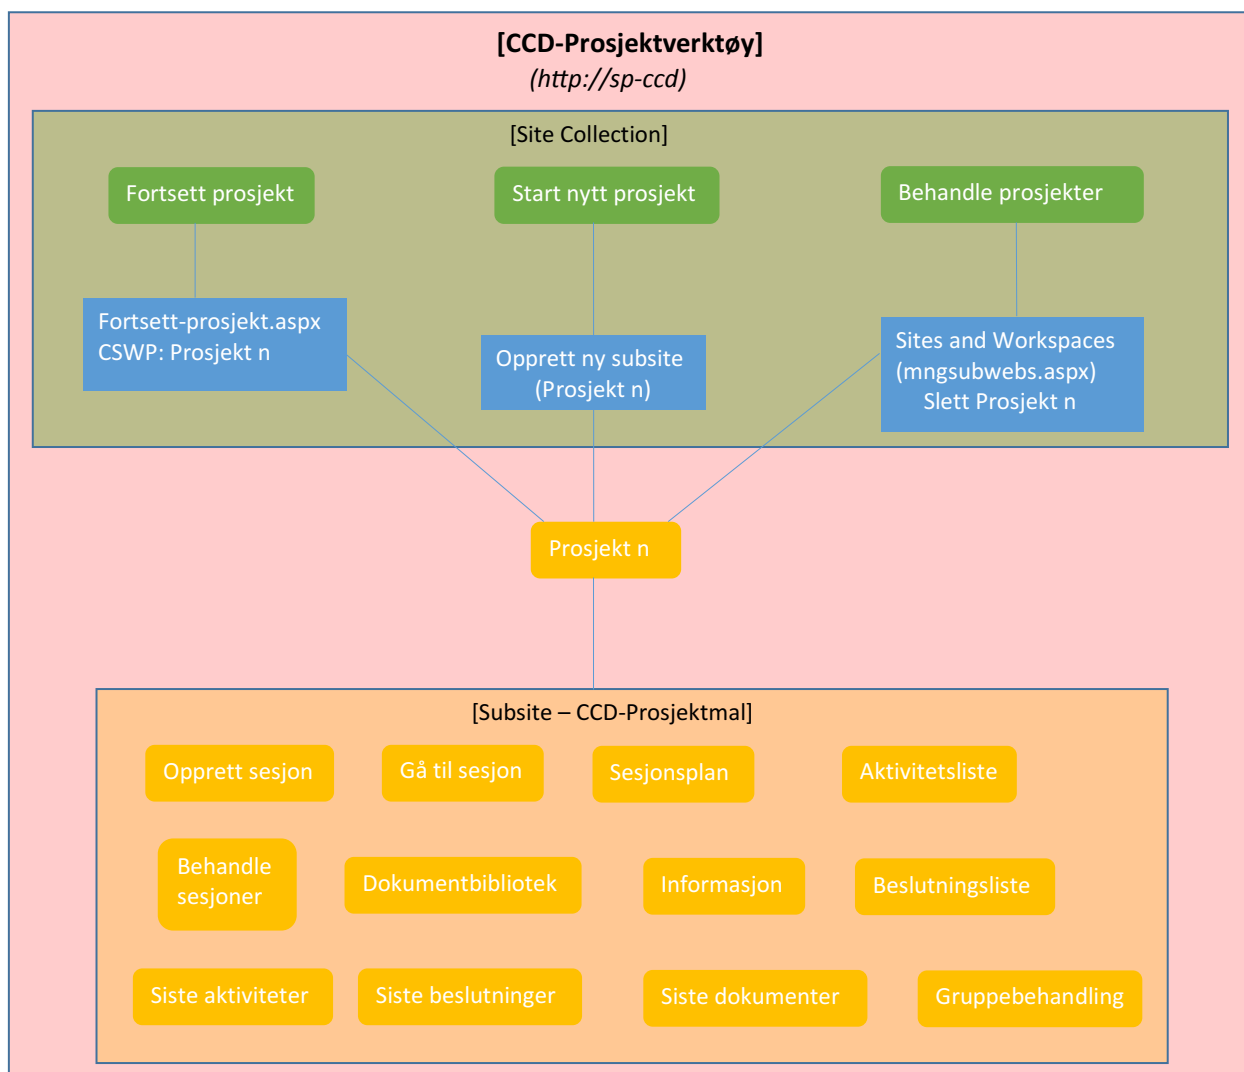 [CCD-Prosjektverktøy]
(http://sp-ccd)
[Site Collection]
Fortsett prosjekt
Start nytt prosjekt
Behandle prosjekter
Fortsett-prosjekt.aspx
CSWP: Prosjekt n
Opprett ny subsite
(Prosjekt n)
Sites and Workspaces
(mngsubwebs.aspx)
Slett Prosjekt n
Prosjekt n
[Subsite – CCD-Prosjektmal]
Opprett sesjon
Gå til sesjon
Sesjonsplan
Aktivitetsliste
Behandle
sesjoner
Dokumentbibliotek
Informasjon
Beslutningsliste
Siste aktiviteter
Siste beslutninger
Siste dokumenter
Gruppebehandling